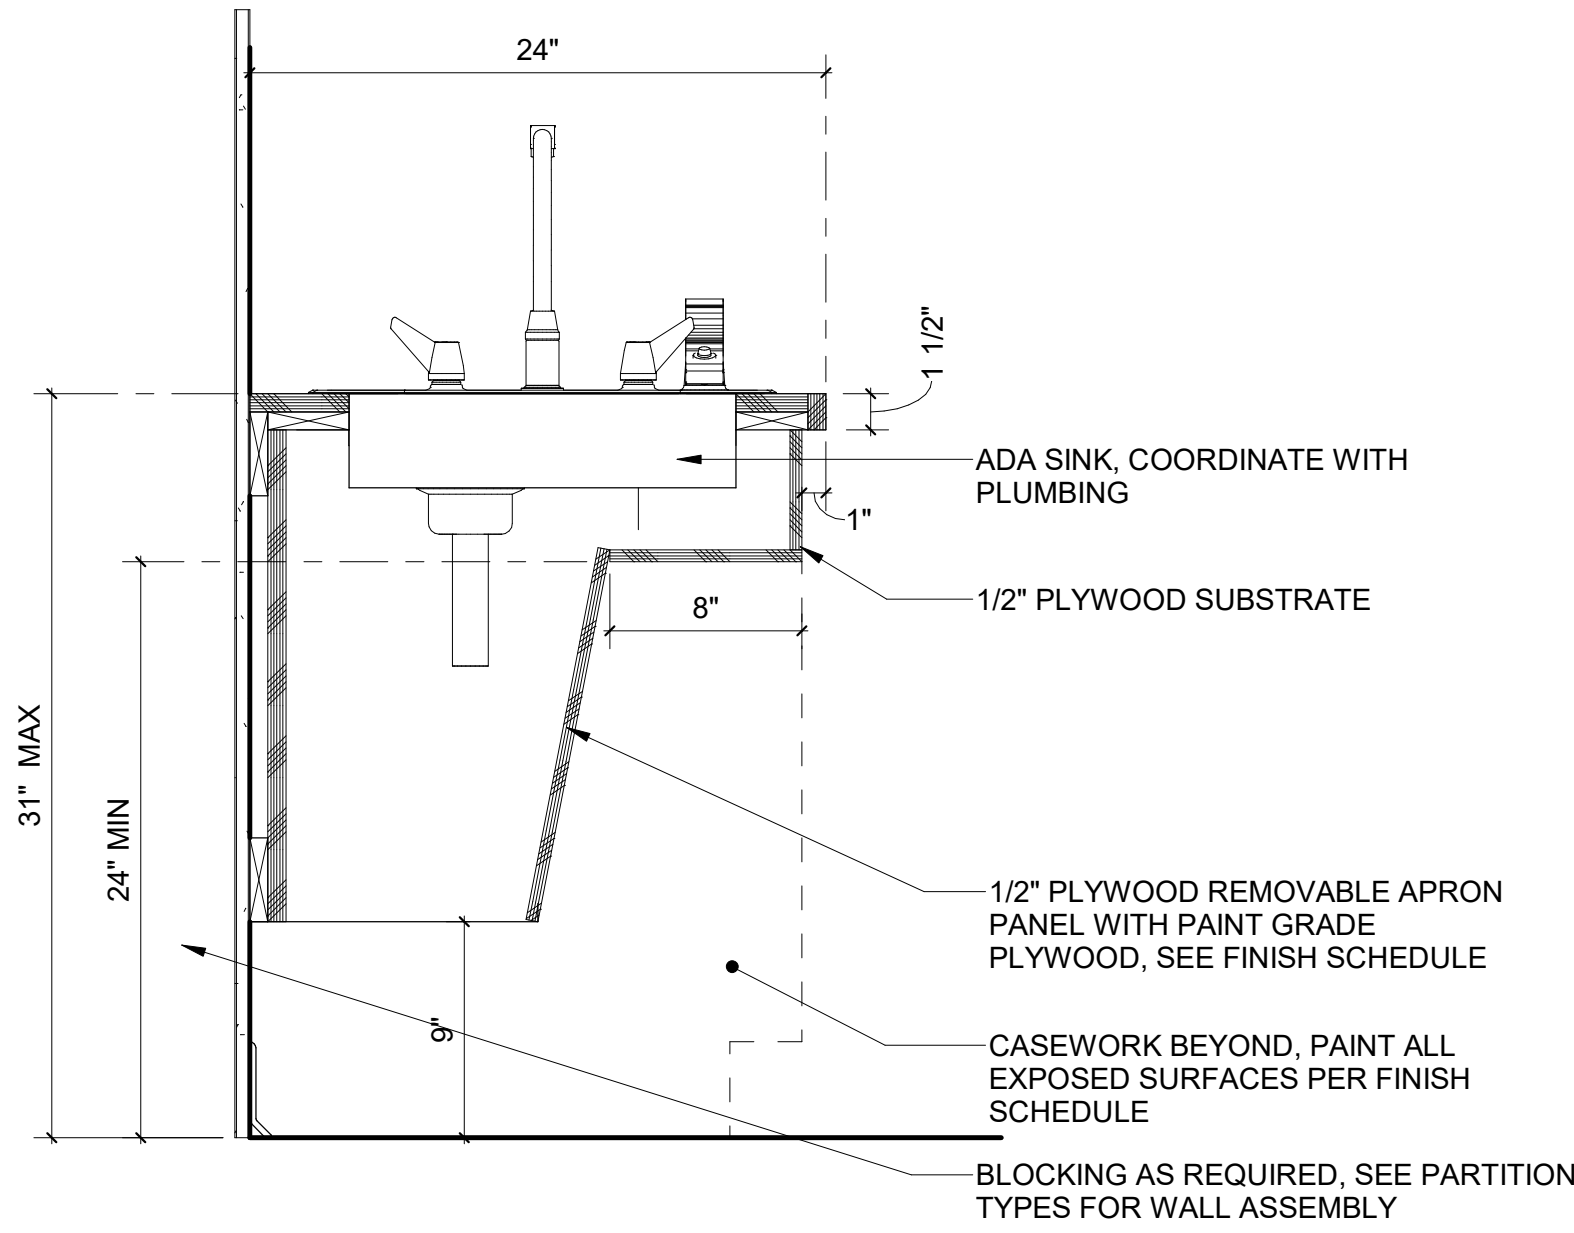 24"
1 1/2"
ADA SINK, COORDINATE WITH
PLUMBING
1"
1/2" PLYWOOD SUBSTRATE
8"
31" MAX
24" MIN
1/2" PLYWOOD REMOVABLE APRON
PANEL WITH PAINT GRADE
PLYWOOD, SEE FINISH SCHEDULE
9"
CASEWORK BEYOND, PAINT ALL
EXPOSED SURFACES PER FINISH
SCHEDULE
BLOCKING AS REQUIRED, SEE PARTITION
TYPES FOR WALL ASSEMBLY